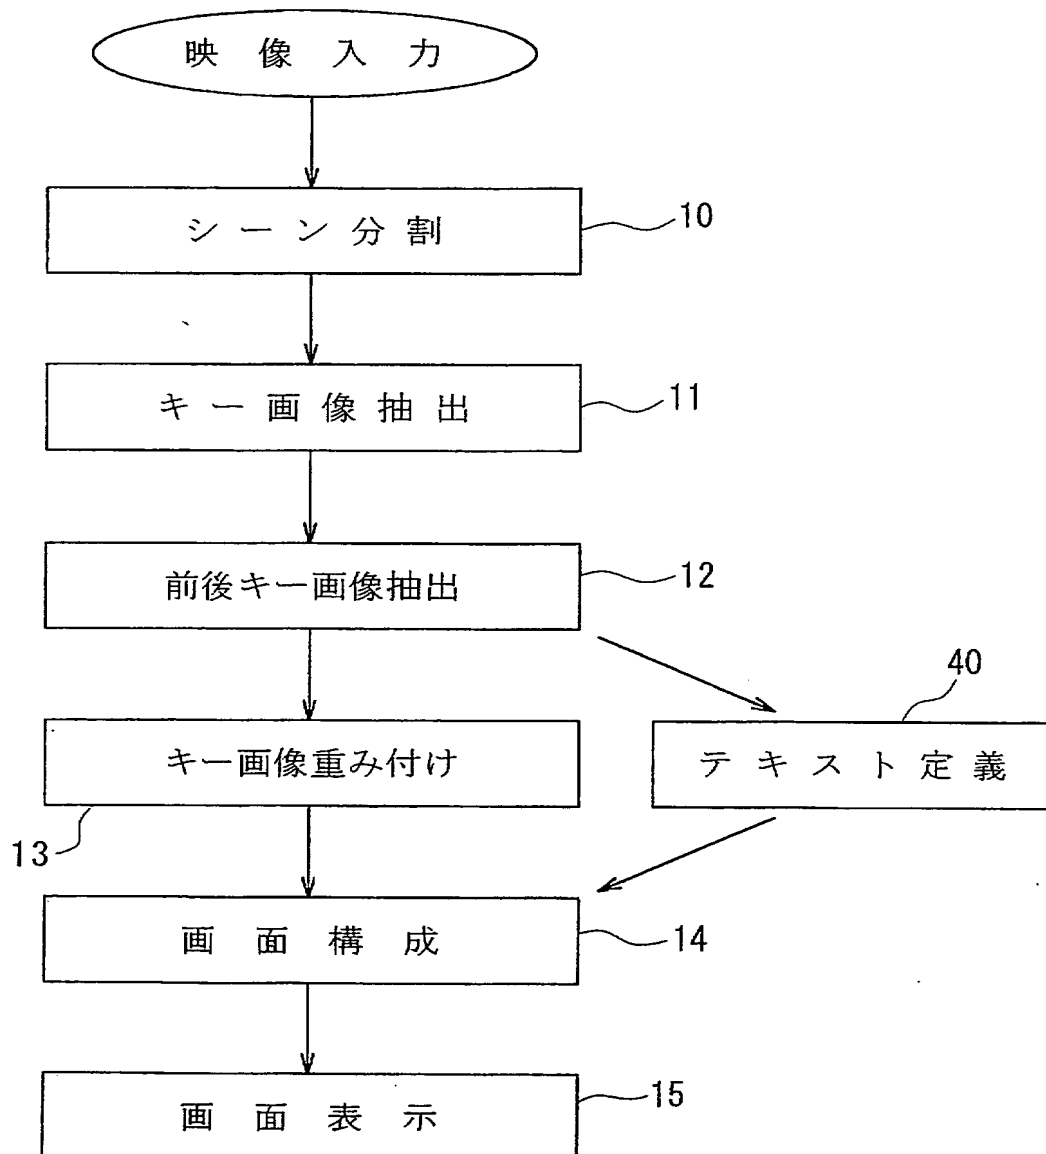 映像入力
シーン分割
10
キー画像抽出
11
前後キー画像抽出
12
40
キー画像重み付け
テキスト定義
13
画面構成
14
画面表示
15